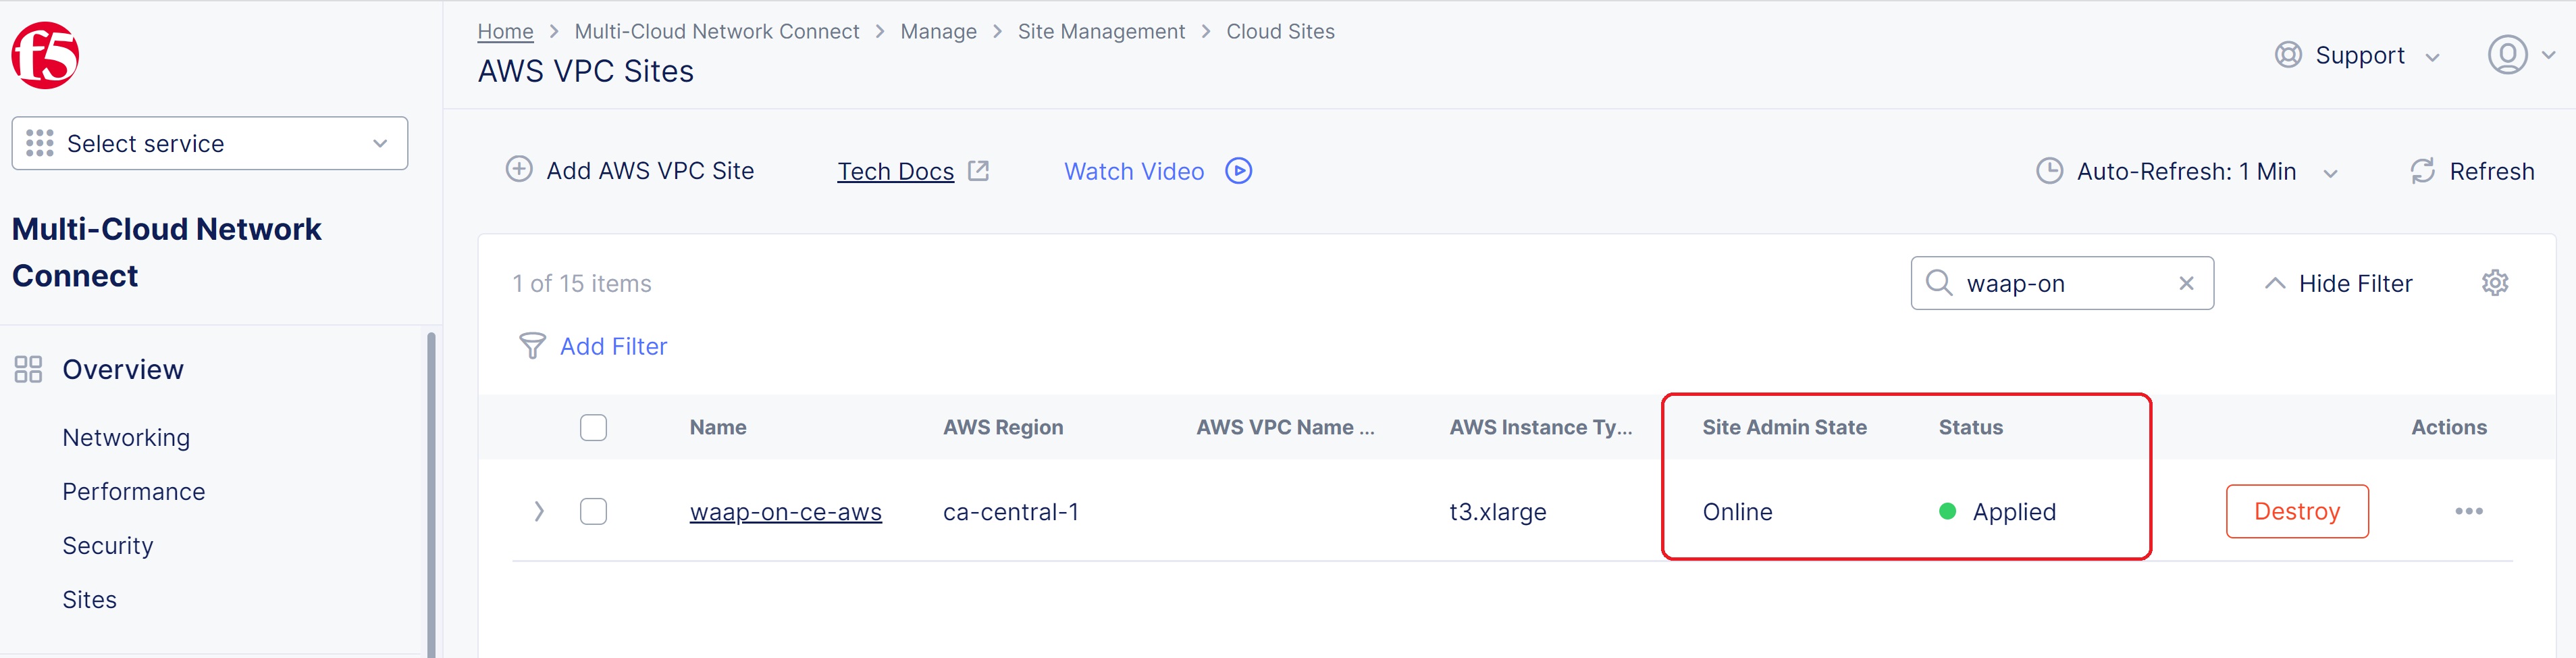 f5
Select service
Multi-Cloud Network
Connect
Overview
Networking
Performance
Security
Sites
Home > Multi-Cloud Network Connect > Manage > Site Management > Cloud Sites
AWS VPC Sites
Support
Add AWS VPC Site Tech Docs Watch Video Auto-Refresh: 1 Min Refresh
1 of 15 items waap-on Hide Filter
Add Filter
Name AWS Region AWS VPC Name ... AWS Instance Ty... Site Admin State Status Actions
waap-on-ce-aws ca-central-1 t3.xlarge Online Applied Destroy